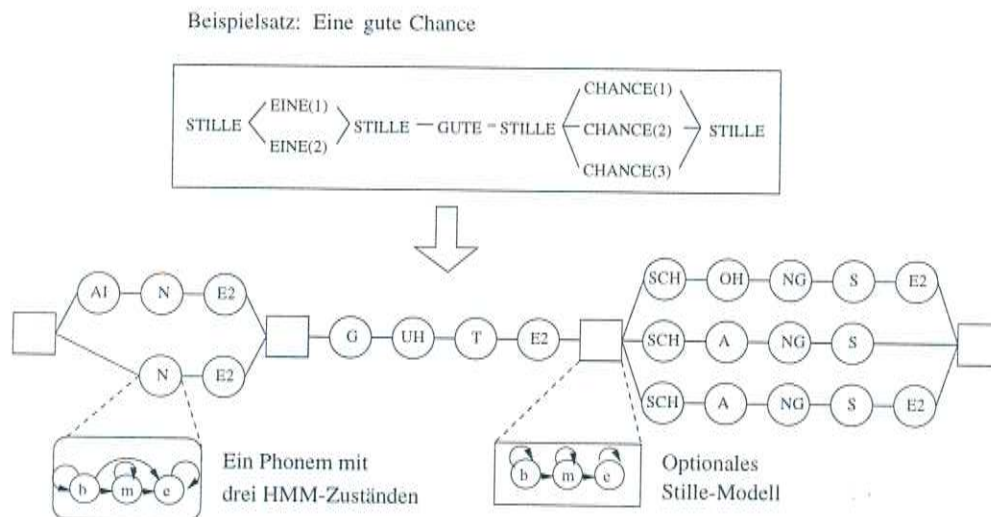 Beispielsatz: Eine gute Chance
CHANCE(1)
EINE(1)
STILLE STILLE GUTE STILLE CHANCE(2) STILLE
EINE(2)
CHANCE(3)
SCH OH NG S E2
AI N E2
G UH T E2 SCH A NG S
N E2
SCH A NG S E2
Ein Phonem mit
drei HMM-Zuständen
b m e
Optionales
Stille-Modell
b m e